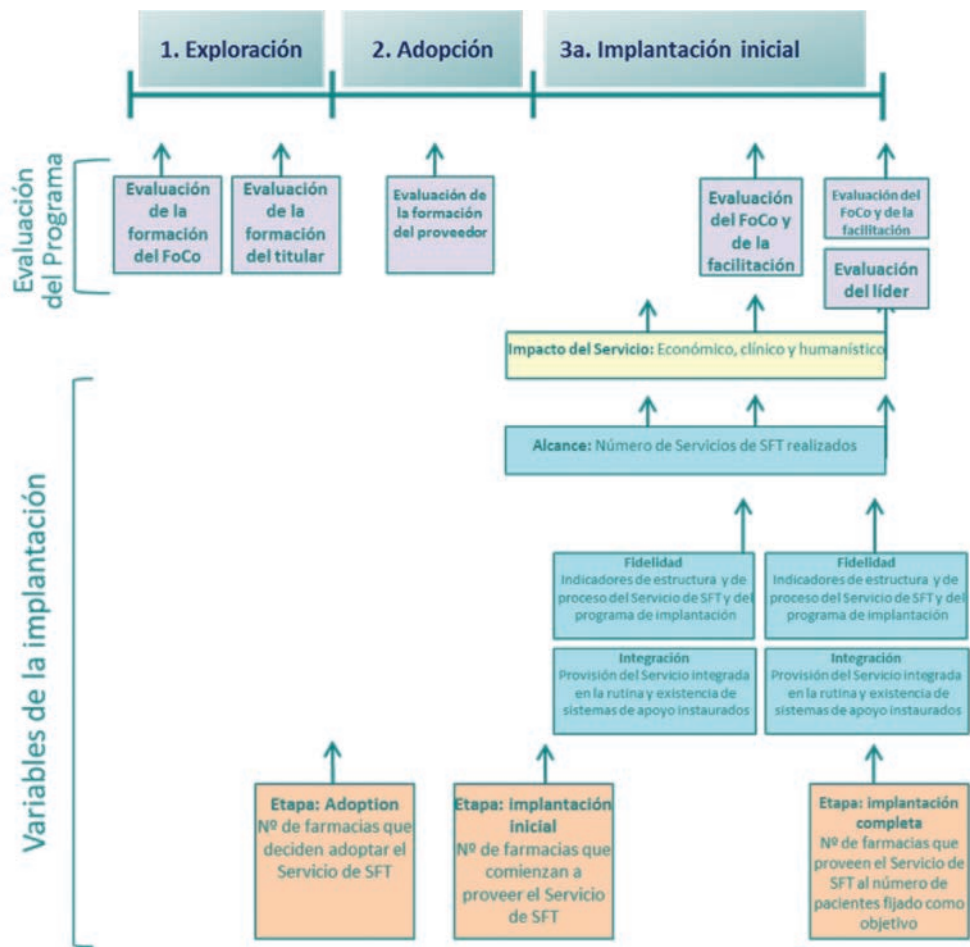 1. Exploración
2. Adopción
3a. Implantación inicial
Evaluación
del Programa
Evaluación
de la
formación
del FoCo
Evaluación
de la
formación
del titular
Evaluación de
la formación
del proveedor
Evaluación
del FoCo y
de la
facilitación
Evaluación del
FoCo y de la
facilitación
Evaluación
del líder
Variables de la implantación
Impacto del Servicio: Económico, clínico y humanístico
Alcance: Número de Servicios de SFT realizados
Fidelidad
Indicadores de estructura y de
proceso del Servicio de SFT y del
programa de implantación
Fidelidad
Indicadores de estructura y de
proceso del Servicio de SFT y del
programa de implantación
Integración
Provisión del Servicio integrada
en la rutina y existencia de
sistemas de apoyo instaurados
Integración
Provisión del Servicio integrada
en la rutina y existencia de
sistemas de apoyo instaurados
Etapa: Adoption
Nº de farmacias que
deciden adoptar el
Servicio de SFT
Etapa: implantación
inicial
Nº de farmacias que
comienzan a
proveer el Servicio
de SFT
Etapa: implantación
completa
Nº de farmacias que
proveen el Servicio de
SFT al número de
pacientes fijado como
objetivo